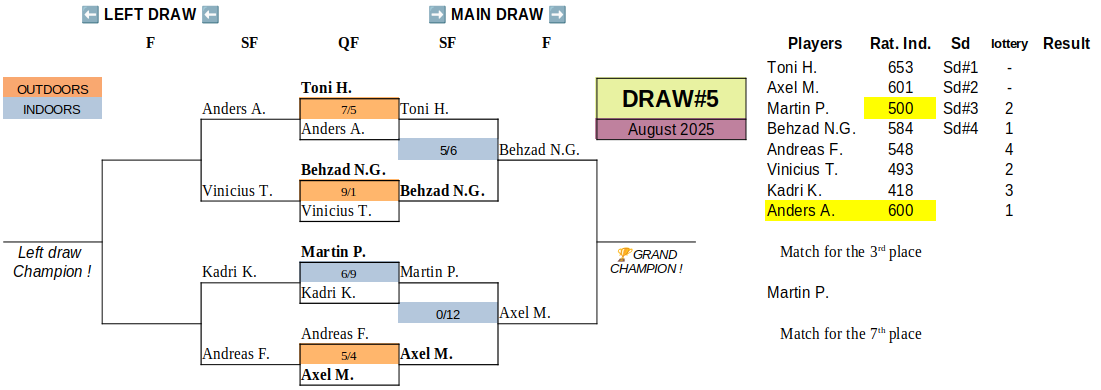 ⬅️ LEFT DRAW ⬅️ ➡️ MAIN DRAW ➡️
F SF QF SF F
Players Rat. Ind. Sd lottery Result
Toni H. 653 Sd#1 -
OUTDOORS Toni H. DRAW#5 Axel M. 601 Sd#2 -
INDOORS Anders A. 7/5 Toni H. Martin P. 500 Sd#3 2
Anders A. August 2025 Behzad N.G. 584 Sd#4 1
5/6 Behzad N.G. Andreas F. 548 4
Behzad N.G. Vinicius T. 493 2
Vinicius T. 9/1 Behzad N.G. Kadri K. 418 3
Vinicius T. Anders A. 600 1
Left draw Martin P. 🏆GRAND Match for the 3rd place
Champion ! CHAMPION !
Kadri K. 6/9 Martin P.
Kadri K. Martin P.
0/12 Axel M.
Andreas F. Match for the 7th place
Andreas F. 5/4 Axel M.
Axel M.